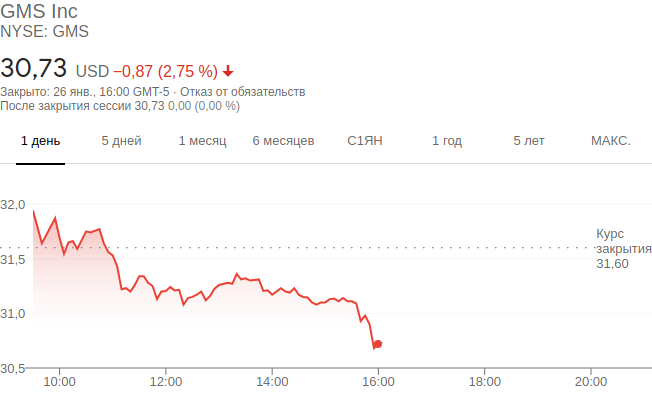 GMS Inc
NYSE: GMS
30,73 USD −0,87 (2,75 %)
Закрыто: 26 янв., 16:00 GMT-5 · Отказ от обязательств
После закрытия сессии 30,73 0,00 (0,00 %)
1 день 5 дней 1 месяц 6 месяцев С1ЯН 1 год 5 лет МАКС.
32,0
Курс
закрытия
31,60
31,5
31,0
30,5
10:00 12:00 14:00 16:00 18:00 20:00